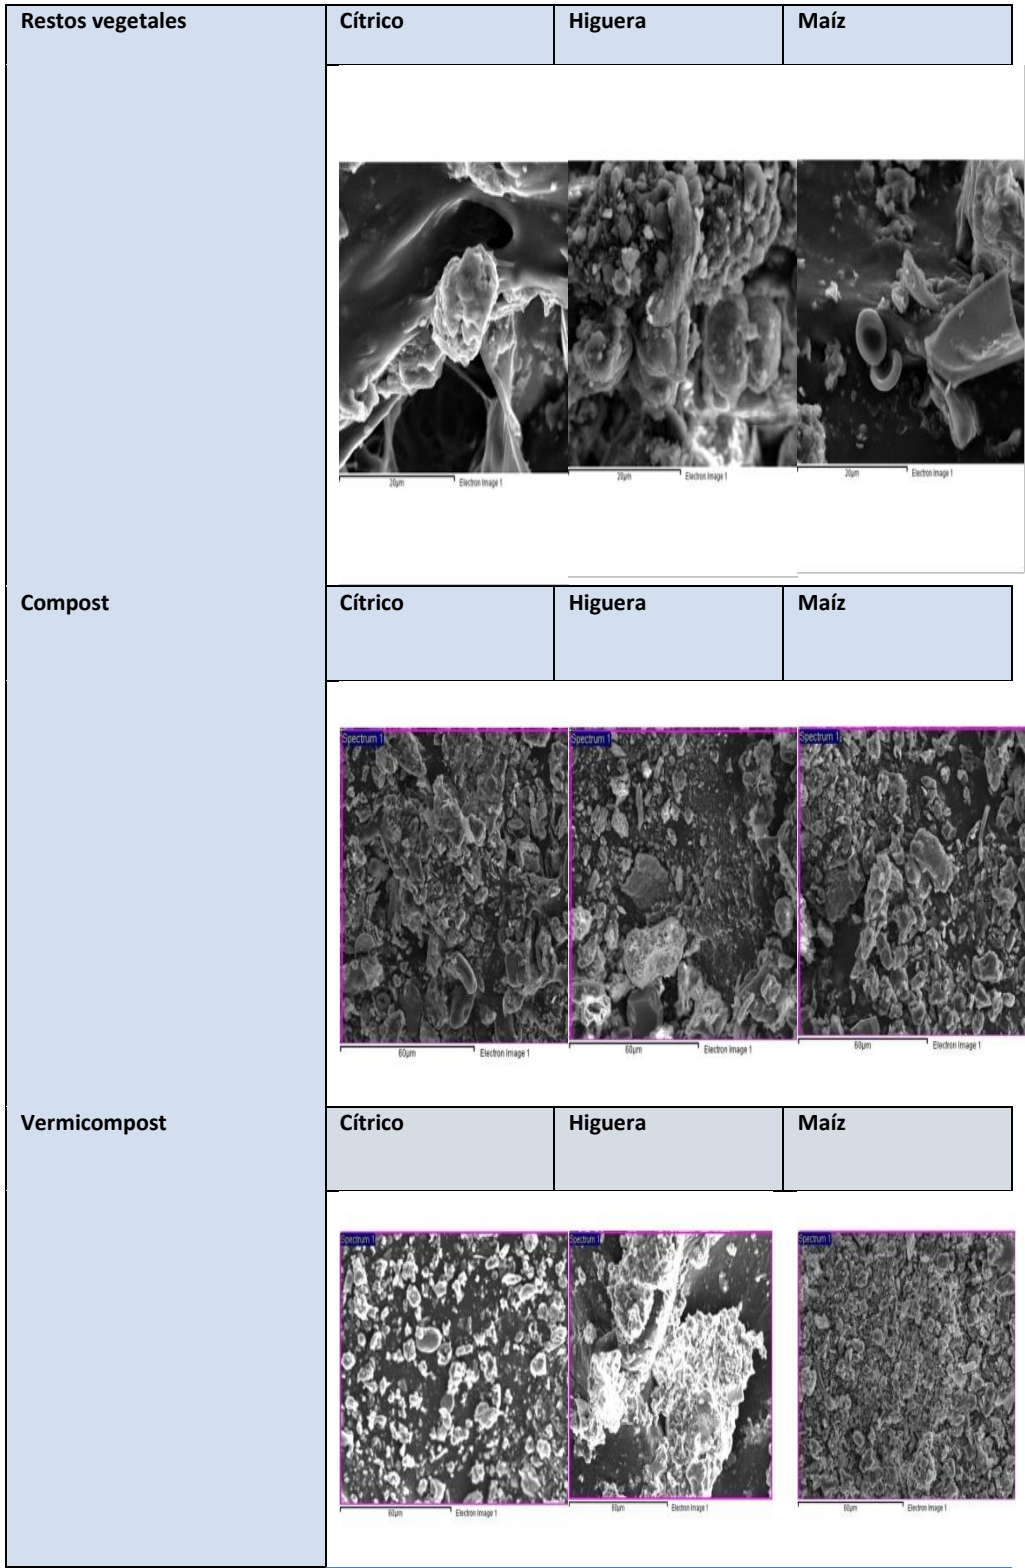 Restos vegetales Cítrico Higuera Maíz
20µm Electron Image 1 20µm Electron Image 1 20µm Electron Image 1
Compost Cítrico Higuera Maíz
Spectrum 1 Spectrum 1 Spectrum 1
60µm Electron Image 1 60µm Electron Image 1 60µm Electron Image 1
Vermicompost Cítrico Higuera Maíz
Spectrum 1 Spectrum 1 Spectrum 1
60µm Electron Image 1 60µm Electron Image 1 60µm Electron Image 1